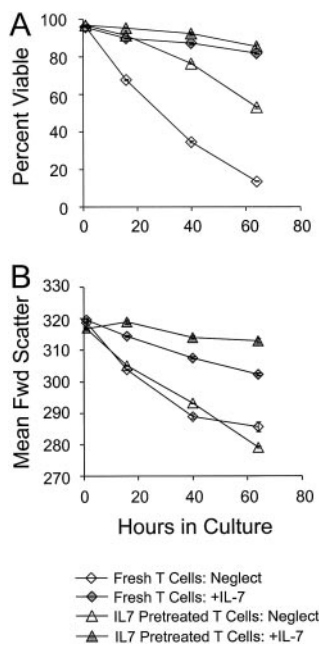 A
Percent Viable
100
80
60
40
20
0
0 20 40 60 80
B
Mean Fwd Scatter
330
320
310
300
290
280
270
0 20 40 60 80
Hours in Culture
Fresh T Cells: Neglect
Fresh T Cells: +IL-7
IL7 Pretreated T Cells: Neglect
IL7 Pretreated T Cells: +IL-7